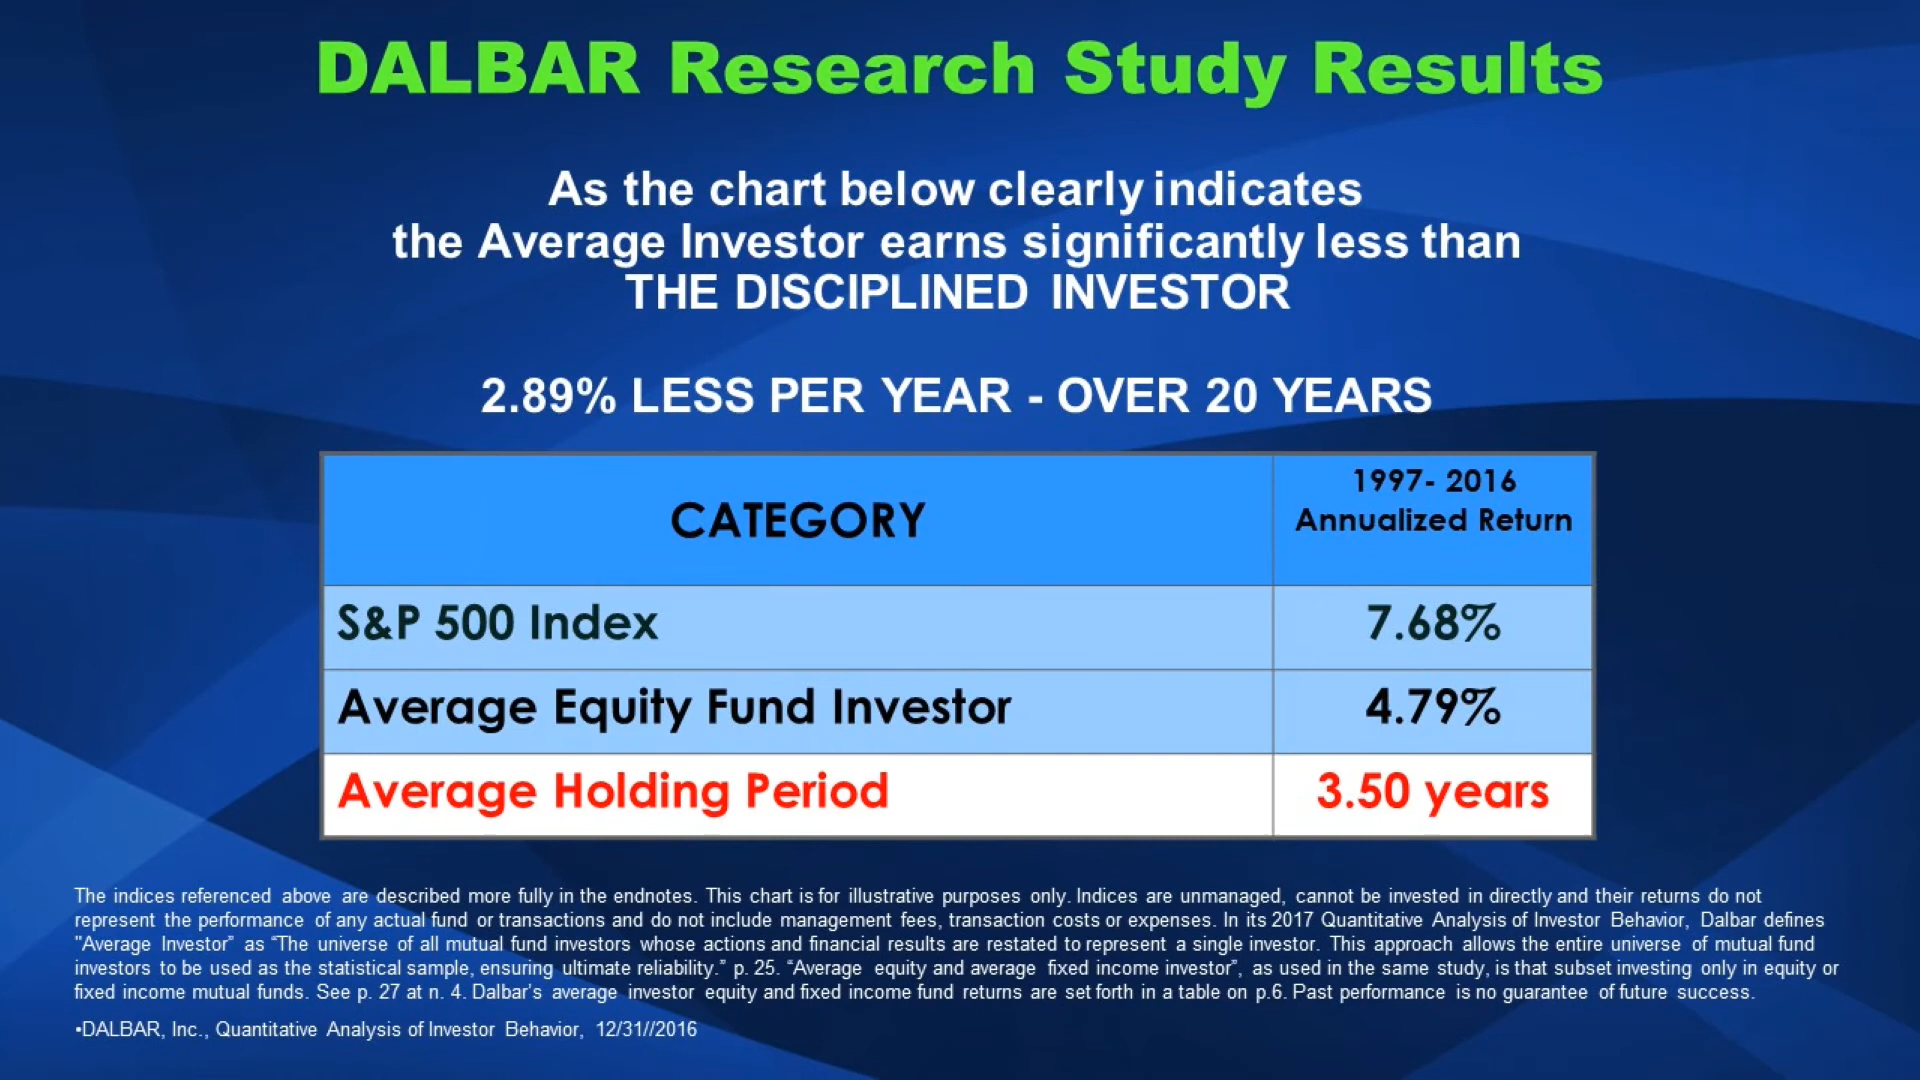 DALBAR Research Study Results
As the chart below clearly indicates
the Average Investor earns significantly less than
THE DISCIPLINED INVESTOR
2.89% LESS PER YEAR - OVER 20 YEARS
CATEGORY
1997- 2016
Annualized Return
S&P 500 Index 7.68%
Average Equity Fund Investor 4.79%
Average Holding Period 3.50 years
The indices referenced above are described more fully in the endnotes. This chart is for illustrative purposes only. Indices are unmanaged, cannot be invested in directly and their returns do not
represent the performance of any actual fund or transactions and do not include management fees, transaction costs or expenses. In its 2017 Quantitative Analysis of Investor Behavior, Dalbar defines
"Average Investor” as “The universe of all mutual fund investors whose actions and financial results are restated to represent a single investor. This approach allows the entire universe of mutual fund
investors to be used as the statistical sample, ensuring ultimate reliability.” p. 25. “Average equity and average fixed income investor”, as used in the same study, is that subset investing only in equity or
fixed income mutual funds. See p. 27 at n. 4. Dalbar’s average investor equity and fixed income fund returns are set forth in a table on p.6. Past performance is no guarantee of future success.
•DALBAR, Inc., Quantitative Analysis of Investor Behavior, 12/31//2016